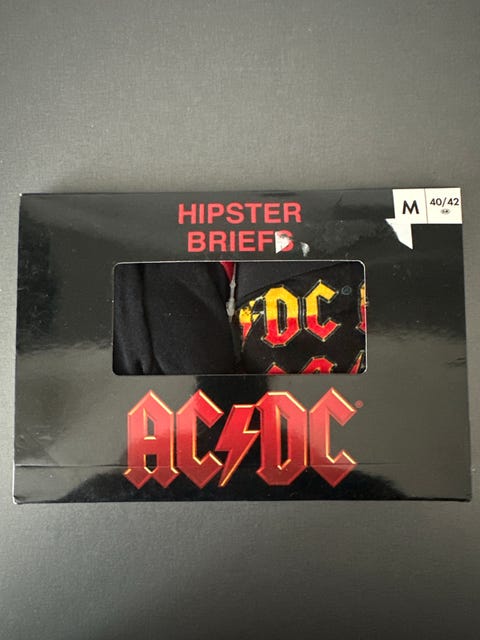 HIPSTER
BRIEFS
M 40/42
AC/DC®